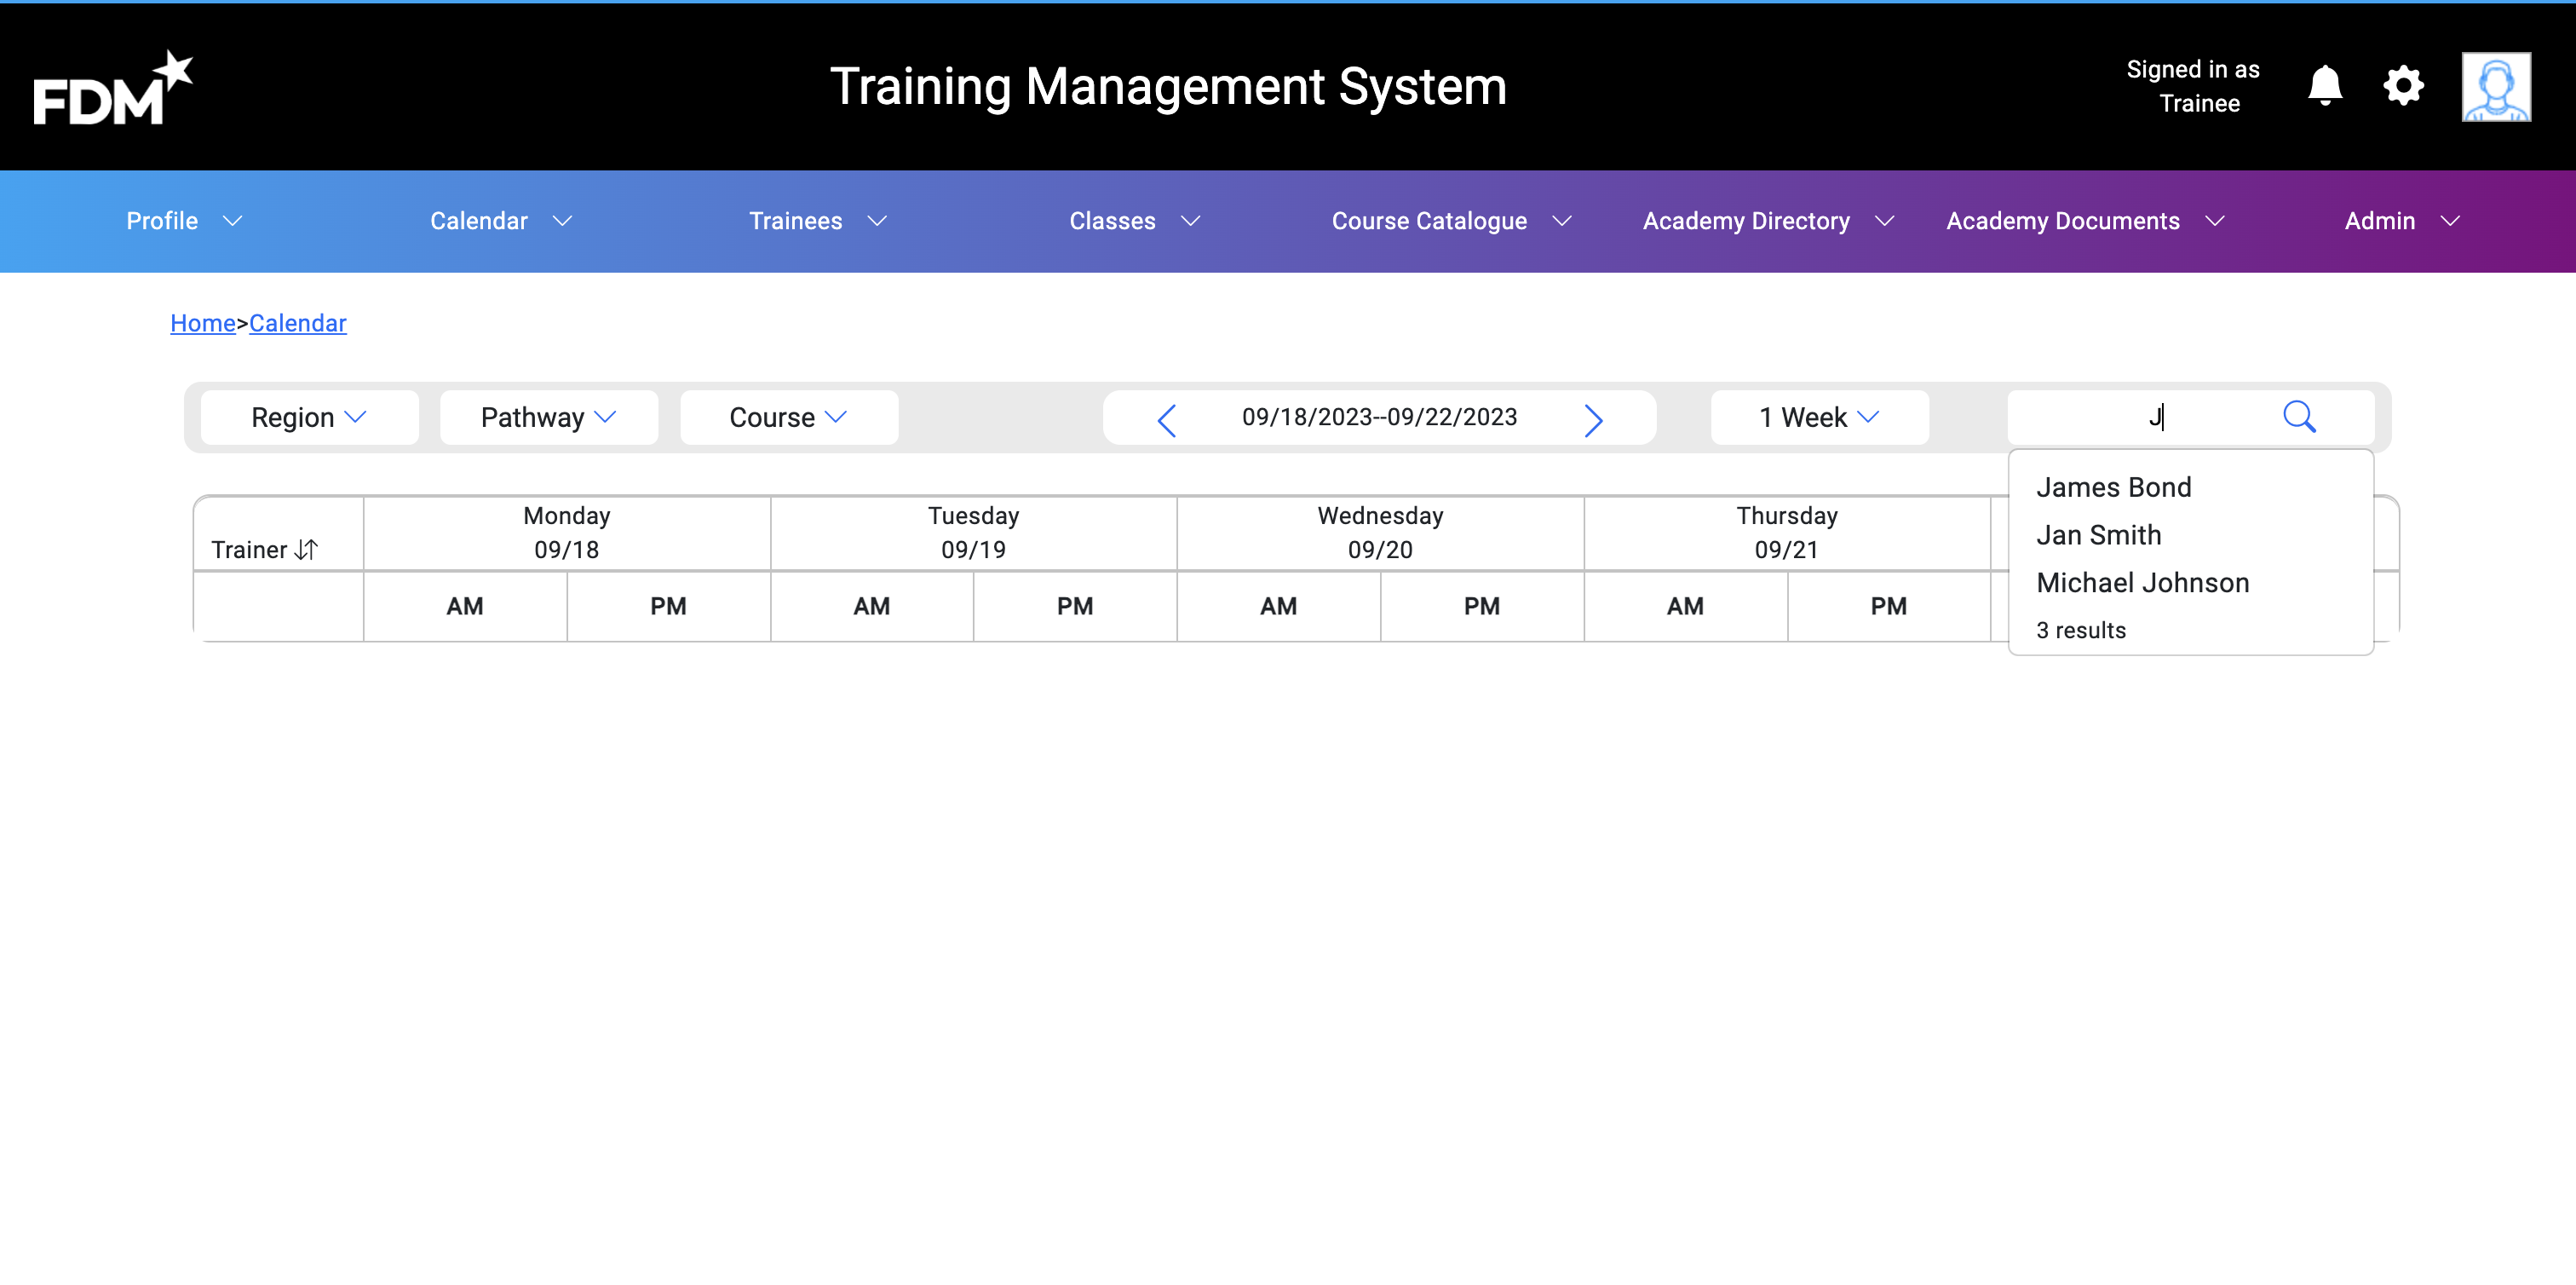 FDM
Training Management System
Signed in as
Trainee
Profile
Calendar
Trainees
Classes
Course Catalogue
Academy Directory
Academy Documents
Admin
Home>Calendar
Region
Pathway
Course
09/18/2023--09/22/2023
1 Week
J
James Bond
Jan Smith
Michael Johnson
3 results
Trainer
Monday
09/18
Tuesday
09/19
Wednesday
09/20
Thursday
09/21
AM
PM
AM
PM
AM
PM
AM
PM